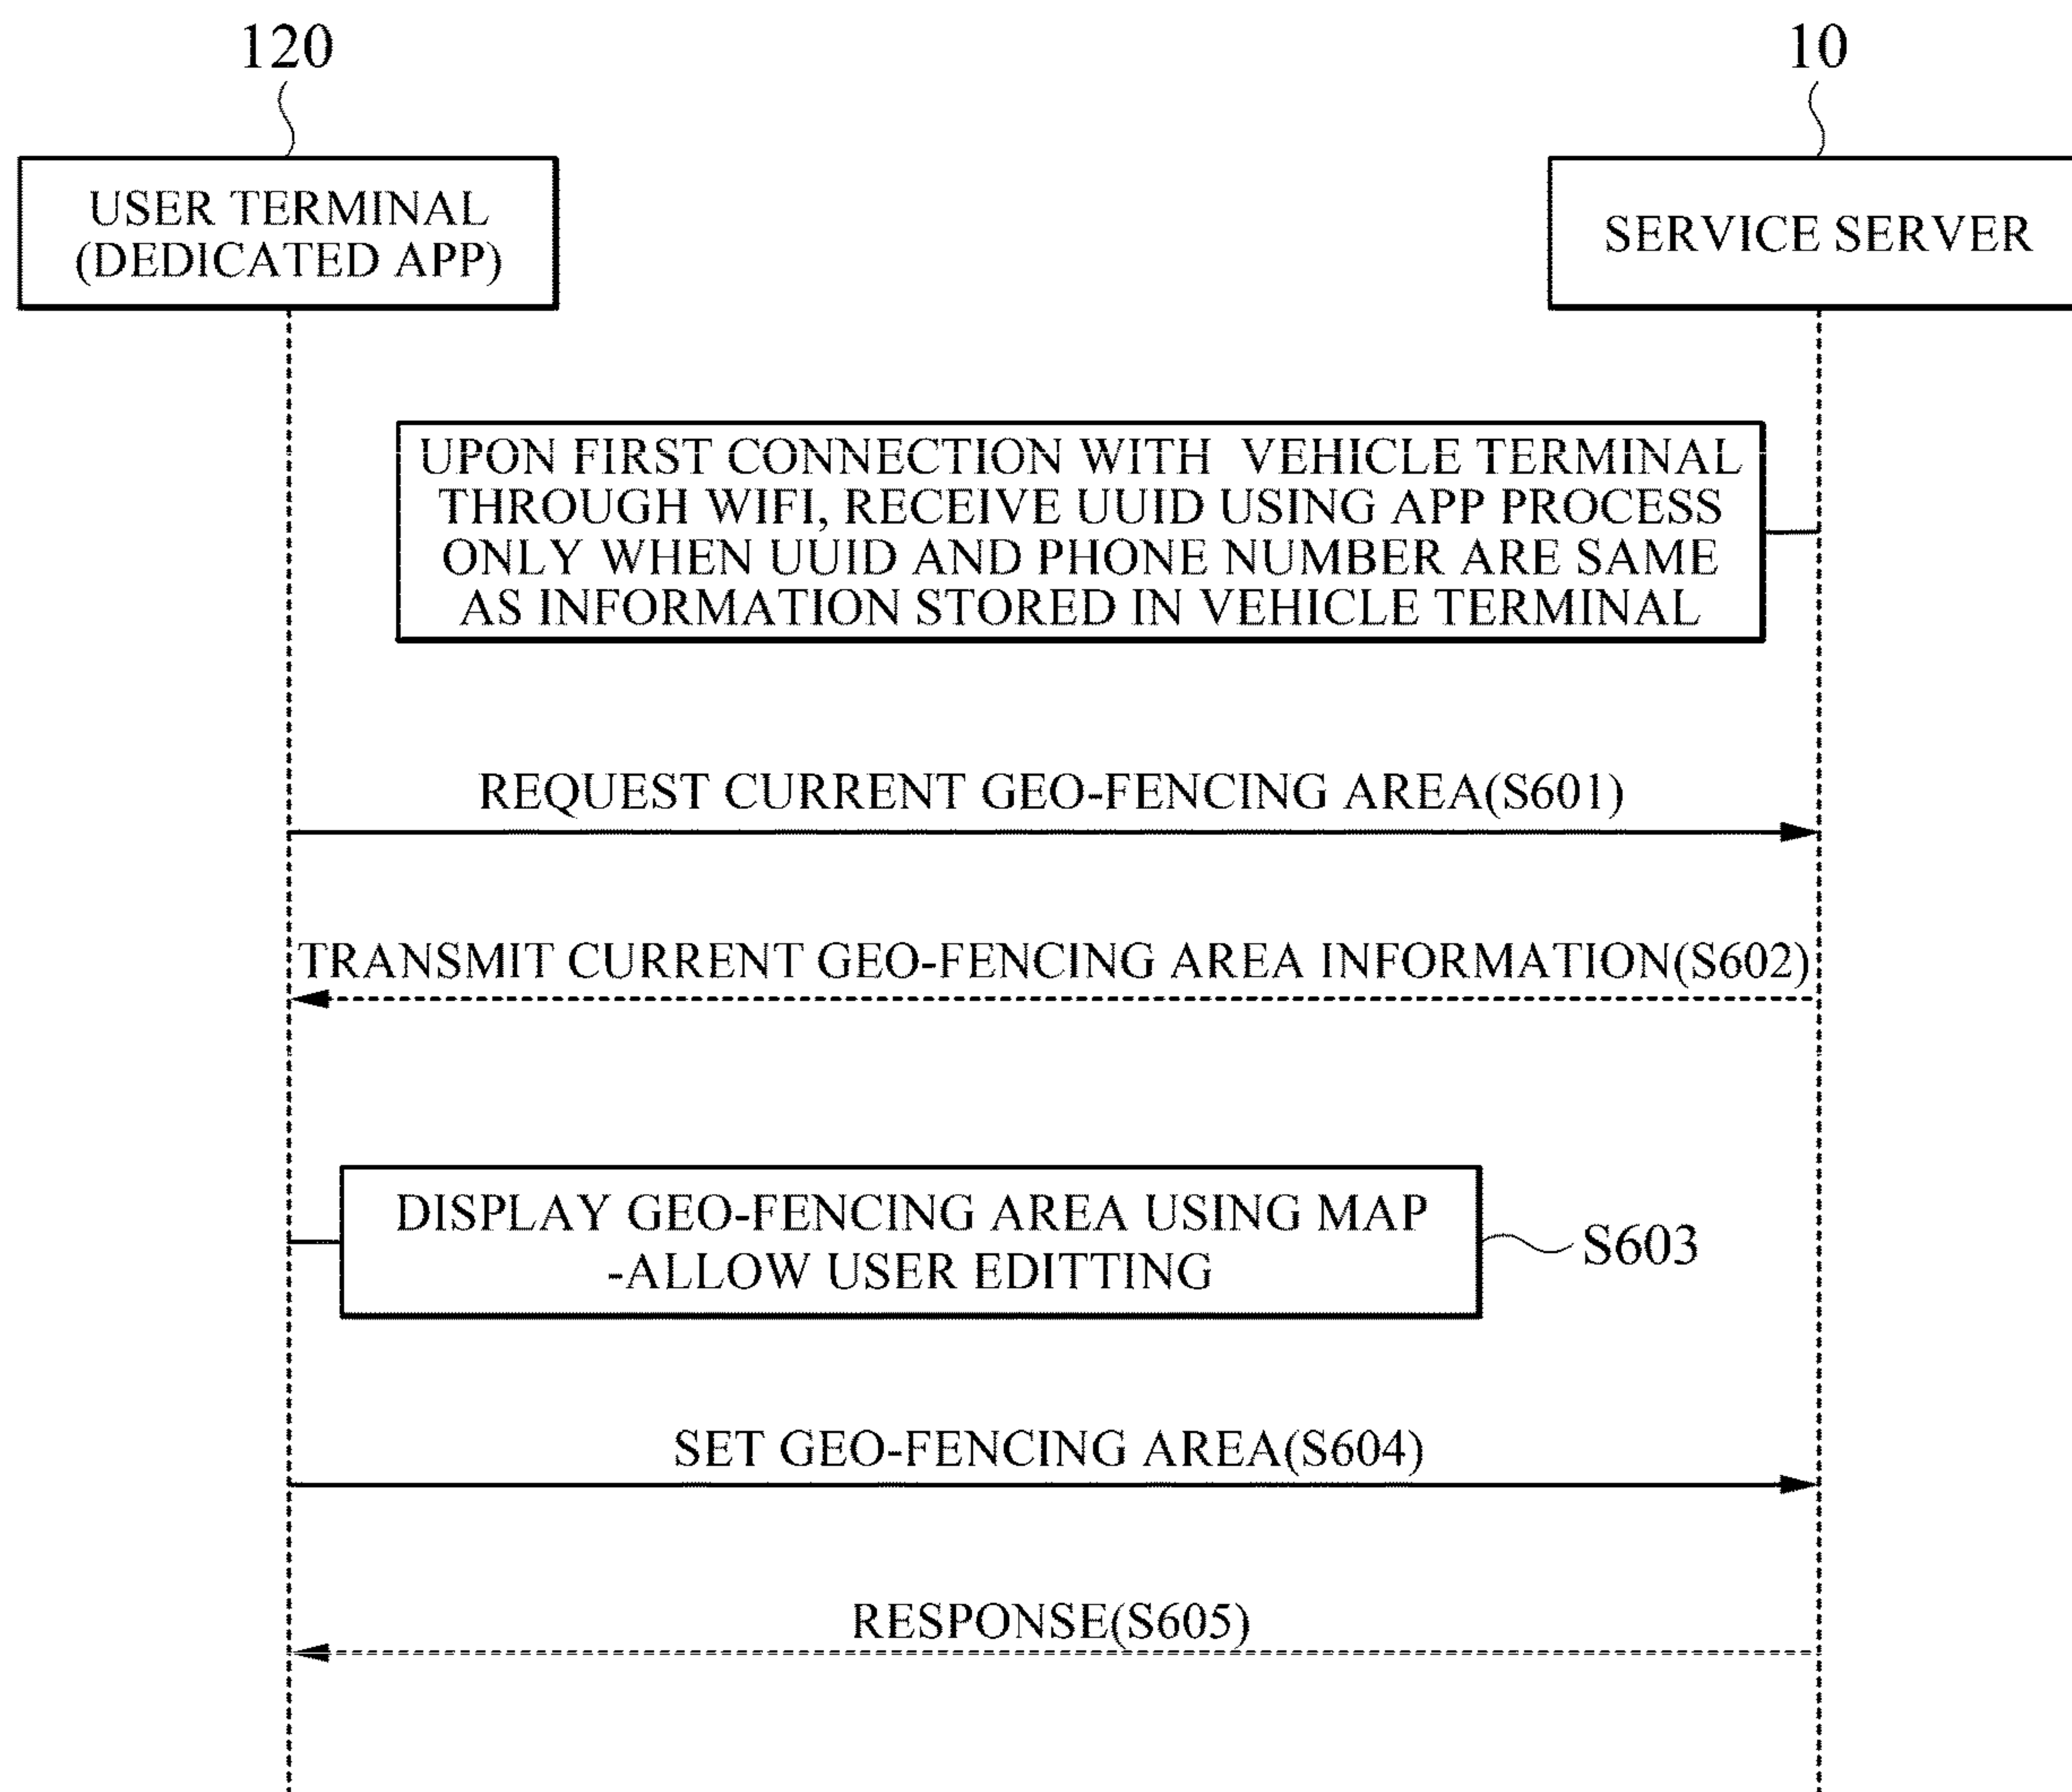 120
10
USER TERMINAL
(DEDICATED APP)
SERVICE SERVER
UPON FIRST CONNECTION WITH VEHICLE TERMINAL
THROUGH WIFI, RECEIVE UUID USING APP PROCESS
ONLY WHEN UUID AND PHONE NUMBER ARE SAME
AS INFORMATION STORED IN VEHICLE TERMINAL
REQUEST CURRENT GEO-FENCING AREA(S601)
TRANSMIT CURRENT GEO-FENCING AREA INFORMATION(S602)
DISPLAY GEO-FENCING AREA USING MAP
-ALLOW USER EDITTING
S603
SET GEO-FENCING AREA(S604)
RESPONSE(S605)